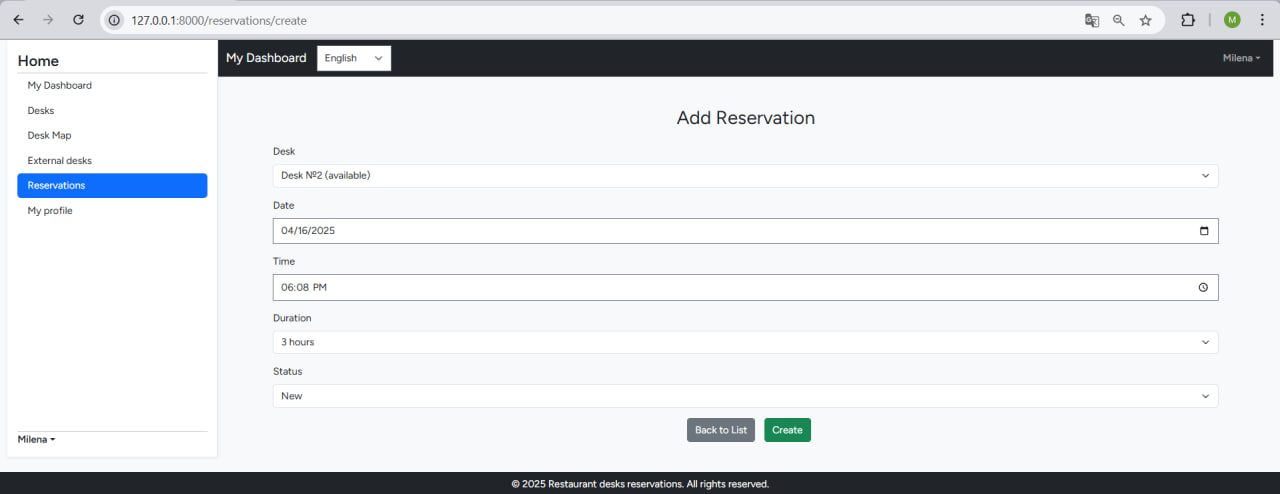 127.0.0.1:8000/reservations/create
M
Home
My Dashboard
Desks
Desk Map
External desks
Reservations
My profile
Milena
My Dashboard
English
Milena
Add Reservation
Desk
Desk №2 (available)
Date
04/16/2025
Time
06:08 PM
Duration
3 hours
Status
New
Back to List
Create
© 2025 Restaurant desks reservations. All rights reserved.